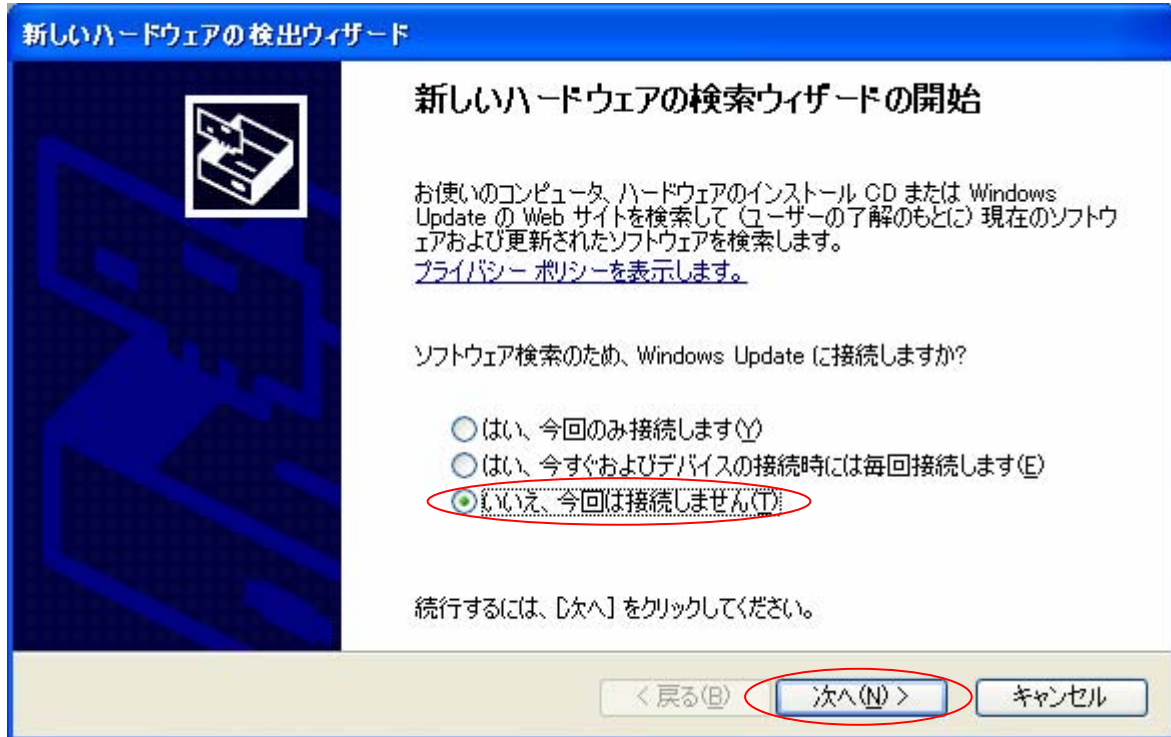 新しいハードウェアの検出ウィザード
新しいハードウェアの検索ウィザードの開始
お使いのコンピュータ、ハードウェアのインストール CD または Windows
Update の Web サイトを検索して (ユーザーの了解のもとに) 現在のソフトウ
ェアおよび更新されたソフトウェアを検索します。
プライバシー ポリシーを表示します。
ソフトウェア検索のため、Windows Update に接続しますか?
はい、今回のみ接続します(Y)
はい、今すぐおよびデバイスの接続時には毎回接続します(E)
いいえ、今回は接続しません(T)
続行するには、[次へ] をクリックしてください。
< 戻る(B) 次へ(N) > キャンセル